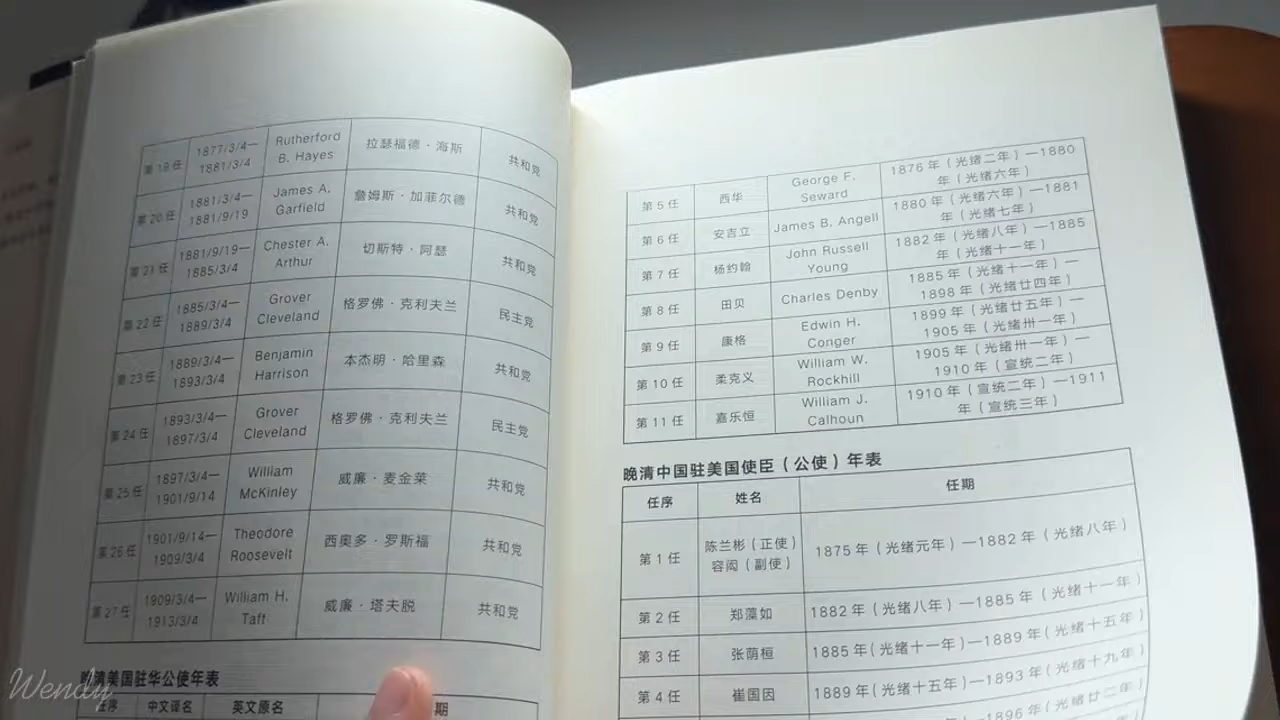 第19任 1877/3/4— Rutherford 拉瑟福德·海斯 共和党
1881/3/4 B. Hayes
第20任 1881/3/4— James A. 詹姆斯·加菲尔德 共和党
1881/9/19 Garfield
第21任 1881/9/19— Chester A. 切斯特·阿瑟 共和党
1885/3/4 Arthur
第22任 1885/3/4— Grover 格罗佛·克利夫兰 民主党
1889/3/4 Cleveland
第23任 1889/3/4— Benjamin 本杰明·哈里森 共和党
1893/3/4 Harrison
第24任 1893/3/4— Grover 格罗佛·克利夫兰 民主党
1897/3/4 Cleveland
第25任 1897/3/4— William 威廉·麦金莱 共和党
1901/9/14 McKinley
第26任 1901/9/14— Theodore 西奥多·罗斯福 共和党
1909/3/4 Roosevelt
第27任 1909/3/4— William H. 威廉·塔夫脱 共和党
1913/3/4 Taft
晚清美国驻华公使年表
任序 中文译名 英文原名 期
第5任 西华 George F. 1876年(光绪二年)—1880
Seward 年(光绪六年)
第6任 安吉立 James B. Angell 1880年(光绪六年)—1881
年(光绪七年)
第7任 杨约翰 John Russell 1882年(光绪八年)—1885
Young 年(光绪十一年)
第8任 田贝 Charles Denby 1885年(光绪十一年)—
1898年(光绪廿四年)
第9任 康格 Edwin H. 1899年(光绪廿五年)—
Conger 1905年(光绪卅一年)
第10任 柔克义 William W. 1905年(光绪卅一年)—
Rockhill 1910年(宣统二年)
第11任 嘉乐恒 William J. 1910年(宣统二年)—1911
Calhoun 年(宣统三年)
晚清中国驻美国使臣(公使)年表
任序 姓名 任期
第1任 陈兰彬(正使) 1875年(光绪元年)—1882年(光绪八年)
容闳(副使)
第2任 郑藻如 1882年(光绪八年)—1885年(光绪十一年)
第3任 张荫桓 1885年(光绪十一年)—1889年(光绪十五年)
第4任 崔国因 1889年(光绪十五年)—1893年(光绪十九年)
—1896年(光绪廿二年)
Wendy